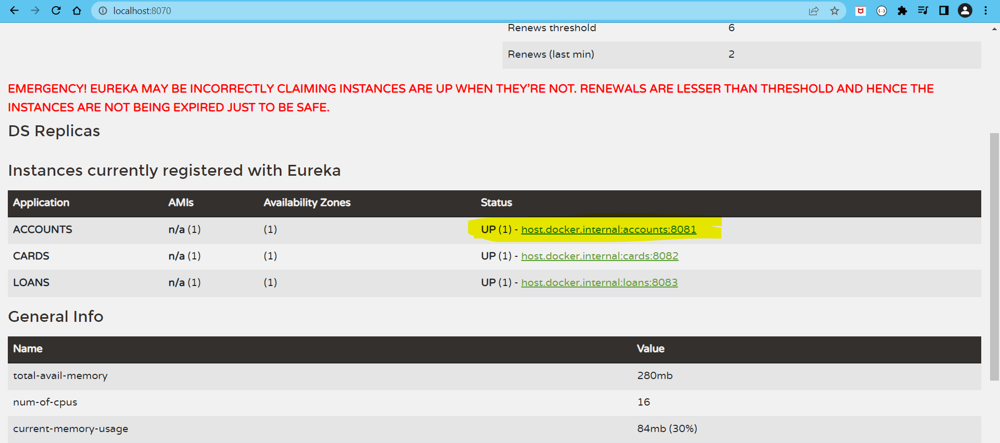 localhost:8070
Renews threshold 6
Renews (last min) 2
EMERGENCY! EUREKA MAY BE INCORRECTLY CLAIMING INSTANCES ARE UP WHEN THEY’RE NOT. RENEWALS ARE LESSER THAN THRESHOLD AND HENCE THE
INSTANCES ARE NOT BEING EXPIRED JUST TO BE SAFE.
DS Replicas
Instances currently registered with Eureka
Application AMIs Availability Zones Status
ACCOUNTS n/a (1) (1) UP (1) - host.docker.internal:accounts:8081
CARDS n/a (1) (1) UP (1) - host.docker.internal:cards:8082
LOANS n/a (1) (1) UP (1) - host.docker.internal:loans:8083
General Info
Name Value
total-avail-memory 280mb
num-of-cpus 16
current-memory-usage 84mb (30%)